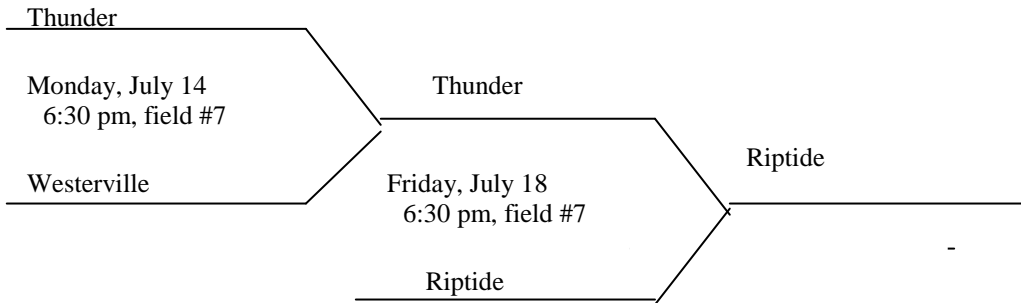 Thunder
Monday, July 14
6:30 pm, field #7
Westerville
Thunder
Friday, July 18
6:30 pm, field #7
Riptide
Riptide
-